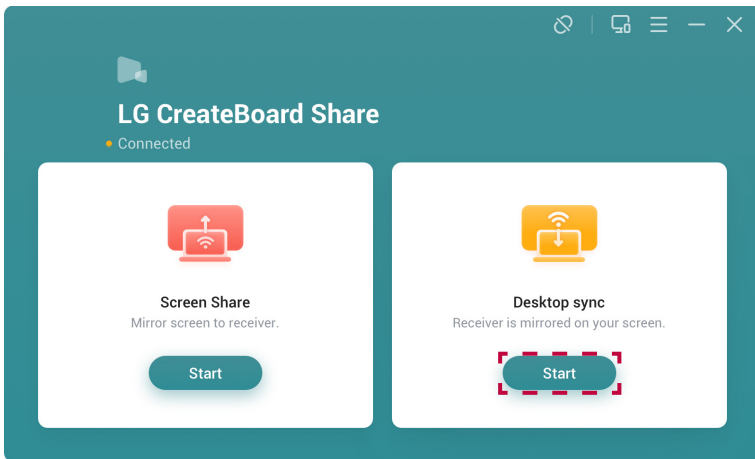 LG CreateBoard Share
Connected
Screen Share
Mirror screen to receiver.
Start
Desktop sync
Receiver is mirrored on your screen.
Start